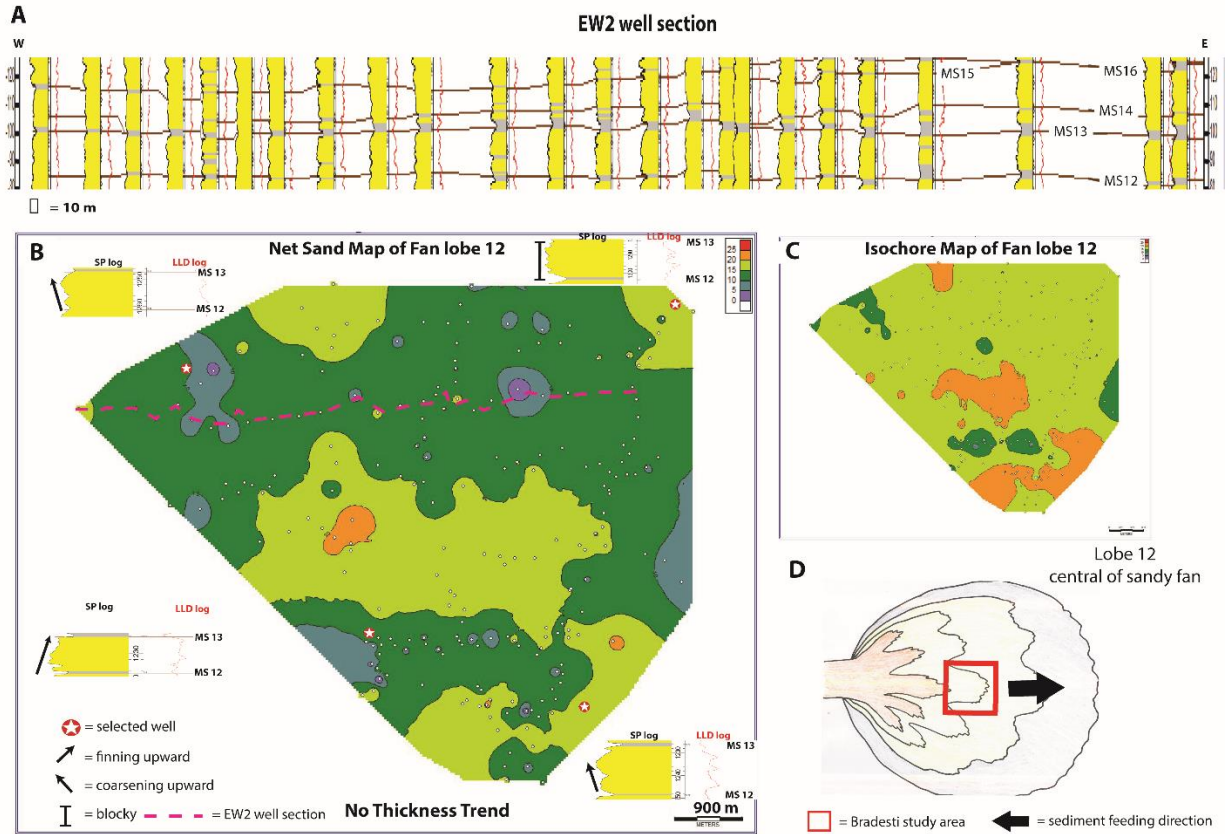 A
EW2 well section
W
E
MS15
MS16
MS14
MS13
MS12
= 10 m
B
Net Sand Map of Fan lobe 12
SP log
LLD log
MS 13
MS 12
SP log
LLD log
MS 13
MS 12
25
20
15
10
5
0
C
Isochore Map of Fan lobe 12
SP log
LLD log
MS 13
1230
MS 12
SP log
LLD log
MS 13
1240
MS 12
= selected well
= finning upward
= coarsening upward
= blocky
= EW2 well section
No Thickness Trend
900 m
METERS
Lobe 12
central of sandy fan
D
= Bradesti study area
= sediment feeding direction